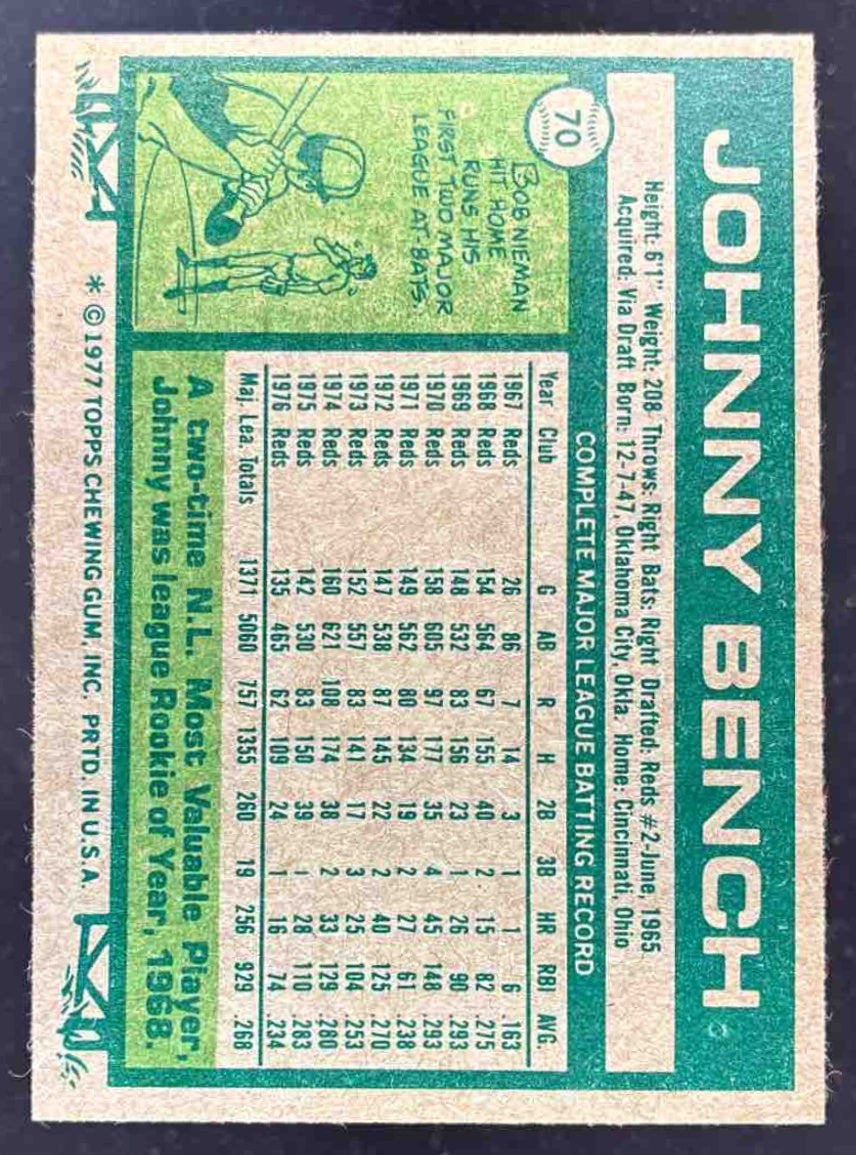 JOHNNY BENCH
70
Height: 6'1" Weight: 208 Throws: Right Bats: Right Drafted: Reds #2-June, 1965
Acquired: Via Draft Born: 12-7-47, Oklahoma City, Okla. Home: Cincinnati, Ohio
COMPLETE MAJOR LEAGUE BATTING RECORD
BOB NIEMAN
HIT HOME
RUNS HIS
FIRST TWO MAJOR
LEAGUE AT-BATS.
Year Club G AB R H 2B 3B HR RBI AVG.
1967 Reds 26 86 7 14 3 1 1 6 .163
1968 Reds 154 564 67 155 40 2 15 82 .275
1969 Reds 148 532 83 156 23 1 26 90 .293
1970 Reds 158 605 97 177 35 4 45 148 .293
1971 Reds 149 562 80 134 19 2 27 61 .238
1972 Reds 147 538 87 145 22 2 40 125 .270
1973 Reds 152 557 83 141 17 3 25 104 .253
1974 Reds 160 621 108 174 38 2 33 129 .280
1975 Reds 142 530 83 150 39 1 28 110 .283
1976 Reds 135 465 62 109 24 1 16 74 .234
Maj. Lea. Totals 1371 5060 757 1355 260 19 256 929 .268
A two-time N.L. Most Valuable Player,
Johnny was league Rookie of Year, 1968.
* © 1977 TOPPS CHEWING GUM, INC. PRTD. IN U.S.A.